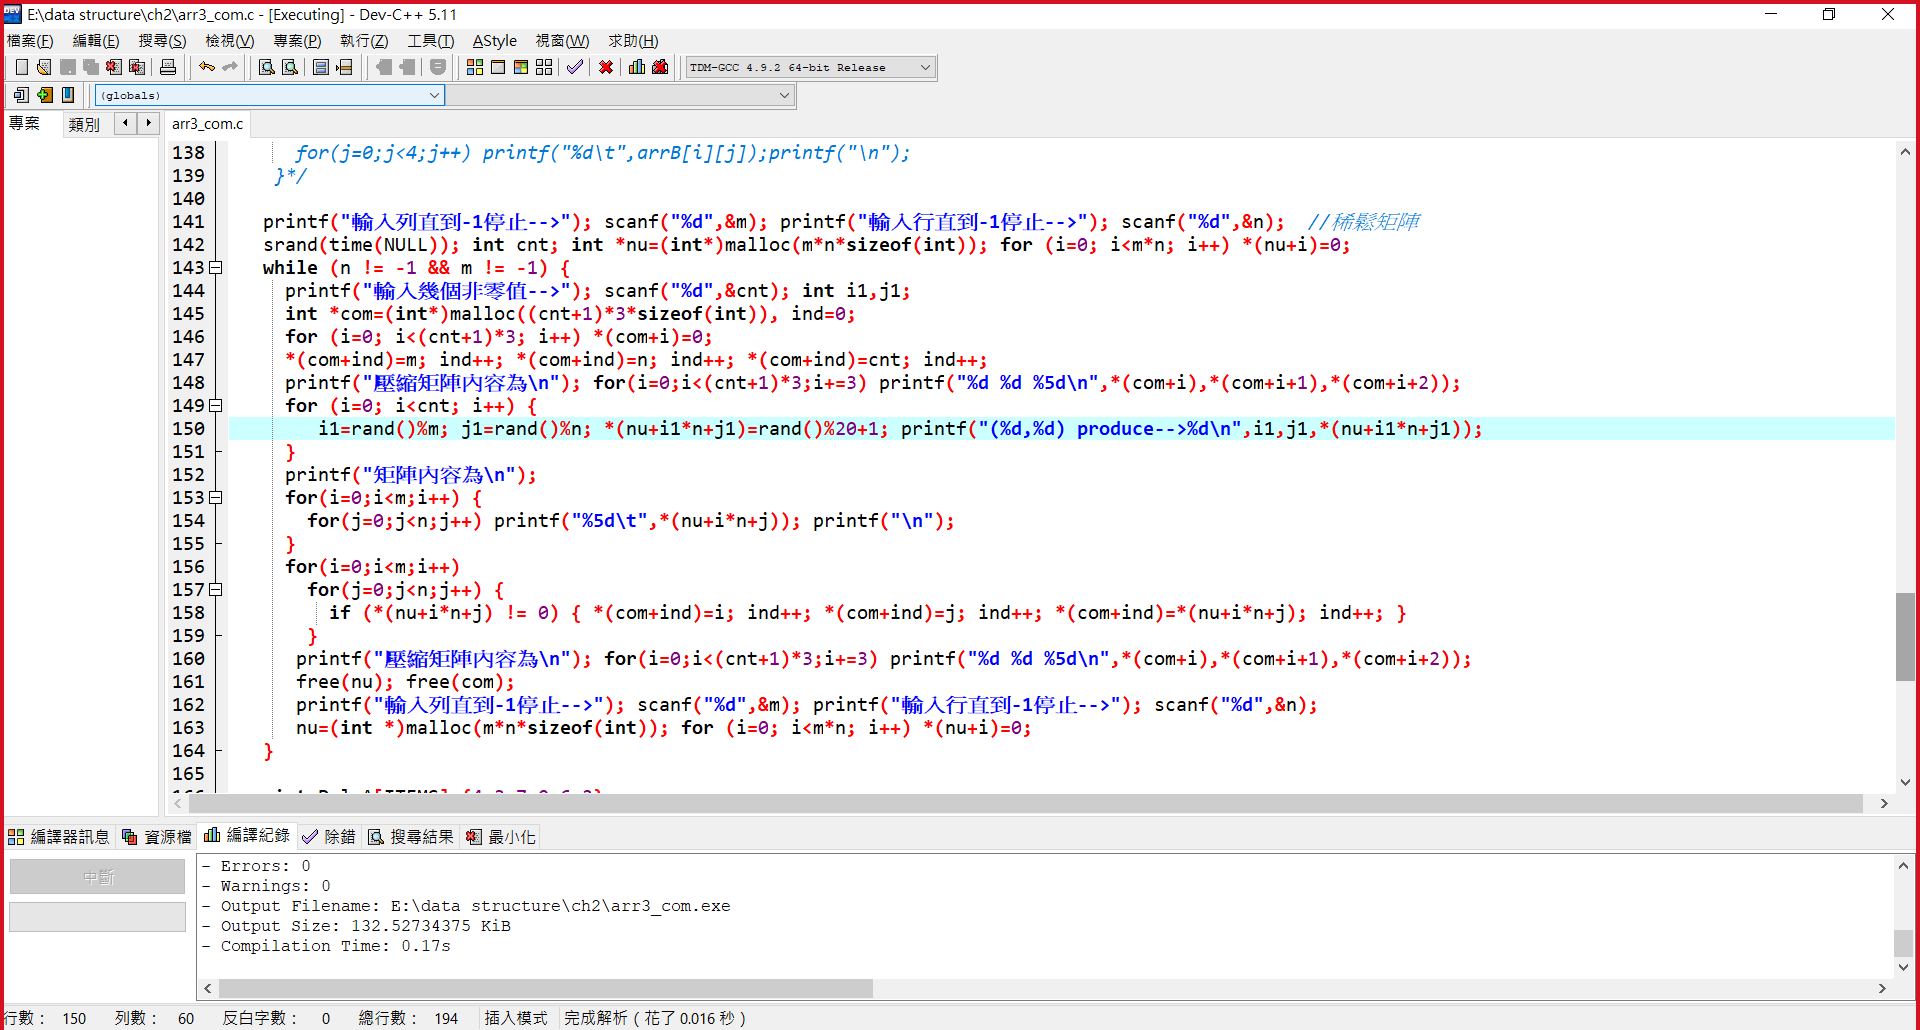 E:\data structure\ch2\arr3_com.c - [Executing] - Dev-C++ 5.11
檔案(F) 編輯(E) 搜尋(S) 檢視(V) 專案(P) 執行(Z) 工具(T) AStyle 視窗(W) 求助(H)
TDM-GCC 4.9.2 64-bit Release
(globals)
專案 類別 arr3_com.c
138 for(j=0;j<4;j++) printf("%d\t",arrB[i][j]);printf("\n");
139 }*/
140
141 printf("輸入列直到-1停止-->"); scanf("%d",&m); printf("輸入行直到-1停止-->"); scanf("%d",&n); //稀鬆矩陣
142 srand(time(NULL)); int cnt; int *nu=(int*)malloc(m*n*sizeof(int)); for (i=0; i<m*n; i++) *(nu+i)=0;
143 while (n != -1 && m != -1) {
144 printf("輸入幾個非零值-->"); scanf("%d",&cnt); int i1,j1;
145 int *com=(int*)malloc((cnt+1)*3*sizeof(int)), ind=0;
146 for (i=0; i<(cnt+1)*3; i++) *(com+i)=0;
147 *(com+ind)=m; ind++; *(com+ind)=n; ind++; *(com+ind)=cnt; ind++;
148 printf("壓縮矩陣內容為\n"); for(i=0;i<(cnt+1)*3;i+=3) printf("%d %d %5d\n",*(com+i),*(com+i+1),*(com+i+2));
149 for (i=0; i<cnt; i++) {
150 i1=rand()%m; j1=rand()%n; *(nu+i1*n+j1)=rand()%20+1; printf("(%d,%d) produce-->%d\n",i1,j1,*(nu+i1*n+j1));
151 }
152 printf("矩陣內容為\n");
153 for(i=0;i<m;i++) {
154 for(j=0;j<n;j++) printf("%5d\t",*(nu+i*n+j)); printf("\n");
155 }
156 for(i=0;i<m;i++)
157 for(j=0;j<n;j++) {
158 if (*(nu+i*n+j) != 0) { *(com+ind)=i; ind++; *(com+ind)=j; ind++; *(com+ind)=*(nu+i*n+j); ind++; }
159 }
160 printf("壓縮矩陣內容為\n"); for(i=0;i<(cnt+1)*3;i+=3) printf("%d %d %5d\n",*(com+i),*(com+i+1),*(com+i+2));
161 free(nu); free(com);
162 printf("輸入列直到-1停止-->"); scanf("%d",&m); printf("輸入行直到-1停止-->"); scanf("%d",&n);
163 nu=(int *)malloc(m*n*sizeof(int)); for (i=0; i<m*n; i++) *(nu+i)=0;
164 }
165
編譯器訊息 資源檔 編譯紀錄 除錯 搜尋結果 最小化
中斷
- Errors: 0
- Warnings: 0
- Output Filename: E:\data structure\ch2\arr3_com.exe
- Output Size: 132.52734375 KiB
- Compilation Time: 0.17s
行數： 150 列數： 60 反白字數： 0 總行數： 194 插入模式 完成解析 ( 花了 0.016 秒 )